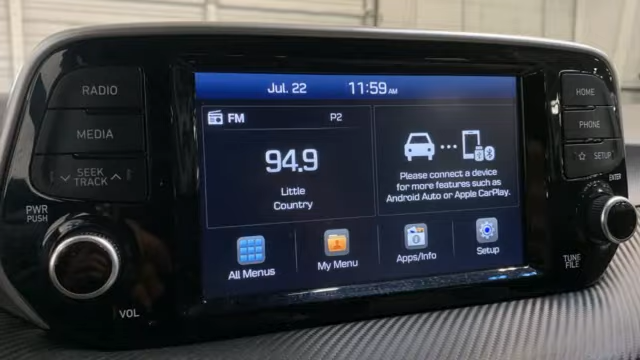 RADIO
MEDIA
SEEK
TRACK
PWR
PUSH
VOL
Jul. 22 11:59 AM
FM P2
94.9
Little
Country
Please connect a device
for more features such as
Android Auto or Apple CarPlay.
All Menus
My Menu
Apps/Info
Setup
HOME
PHONE
SETUP
ENTER
TUNE
FILE